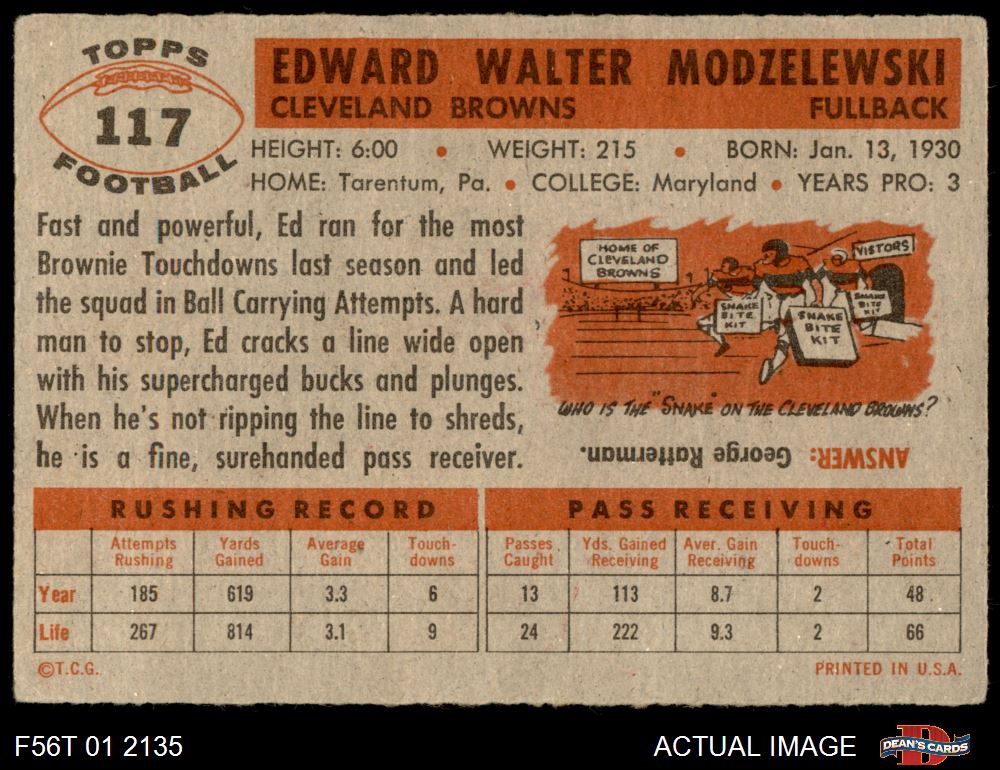 TOPPS
117
FOOTBALL
EDWARD WALTER MODZELEWSKI
CLEVELAND BROWNS FULLBACK
HEIGHT: 6:00 • WEIGHT: 215 • BORN: Jan. 13, 1930
HOME: Tarentum, Pa. • COLLEGE: Maryland • YEARS PRO: 3
Fast and powerful, Ed ran for the most
Brownie Touchdowns last season and led
the squad in Ball Carrying Attempts. A hard
man to stop, Ed cracks a line wide open
with his supercharged bucks and plunges.
When he's not ripping the line to shreds,
he is a fine, surehanded pass receiver.
HOME OF
CLEVELAND
BROWNS
VISTORS
SNAKE
BITE
KIT
SNAKE
BITE
KIT
SNAKE
BITE
KIT
WHO IS THE "SNAKE" ON THE CLEVELAND BROWNS?
ANSWER: George Ratterman.
RUSHING RECORD
Attempts Rushing Yards Gained Average Gain Touch-downs
Year 185 619 3.3 6
Life 267 814 3.1 9
PASS RECEIVING
Passes Caught Yds. Gained Receiving Aver. Gain Receiving Touch-downs Total Points
13 113 8.7 2 48
24 222 9.3 2 66
©T.C.G. PRINTED IN U.S.A.
F56T 01 2135 ACTUAL IMAGE DEAN'S CARDS